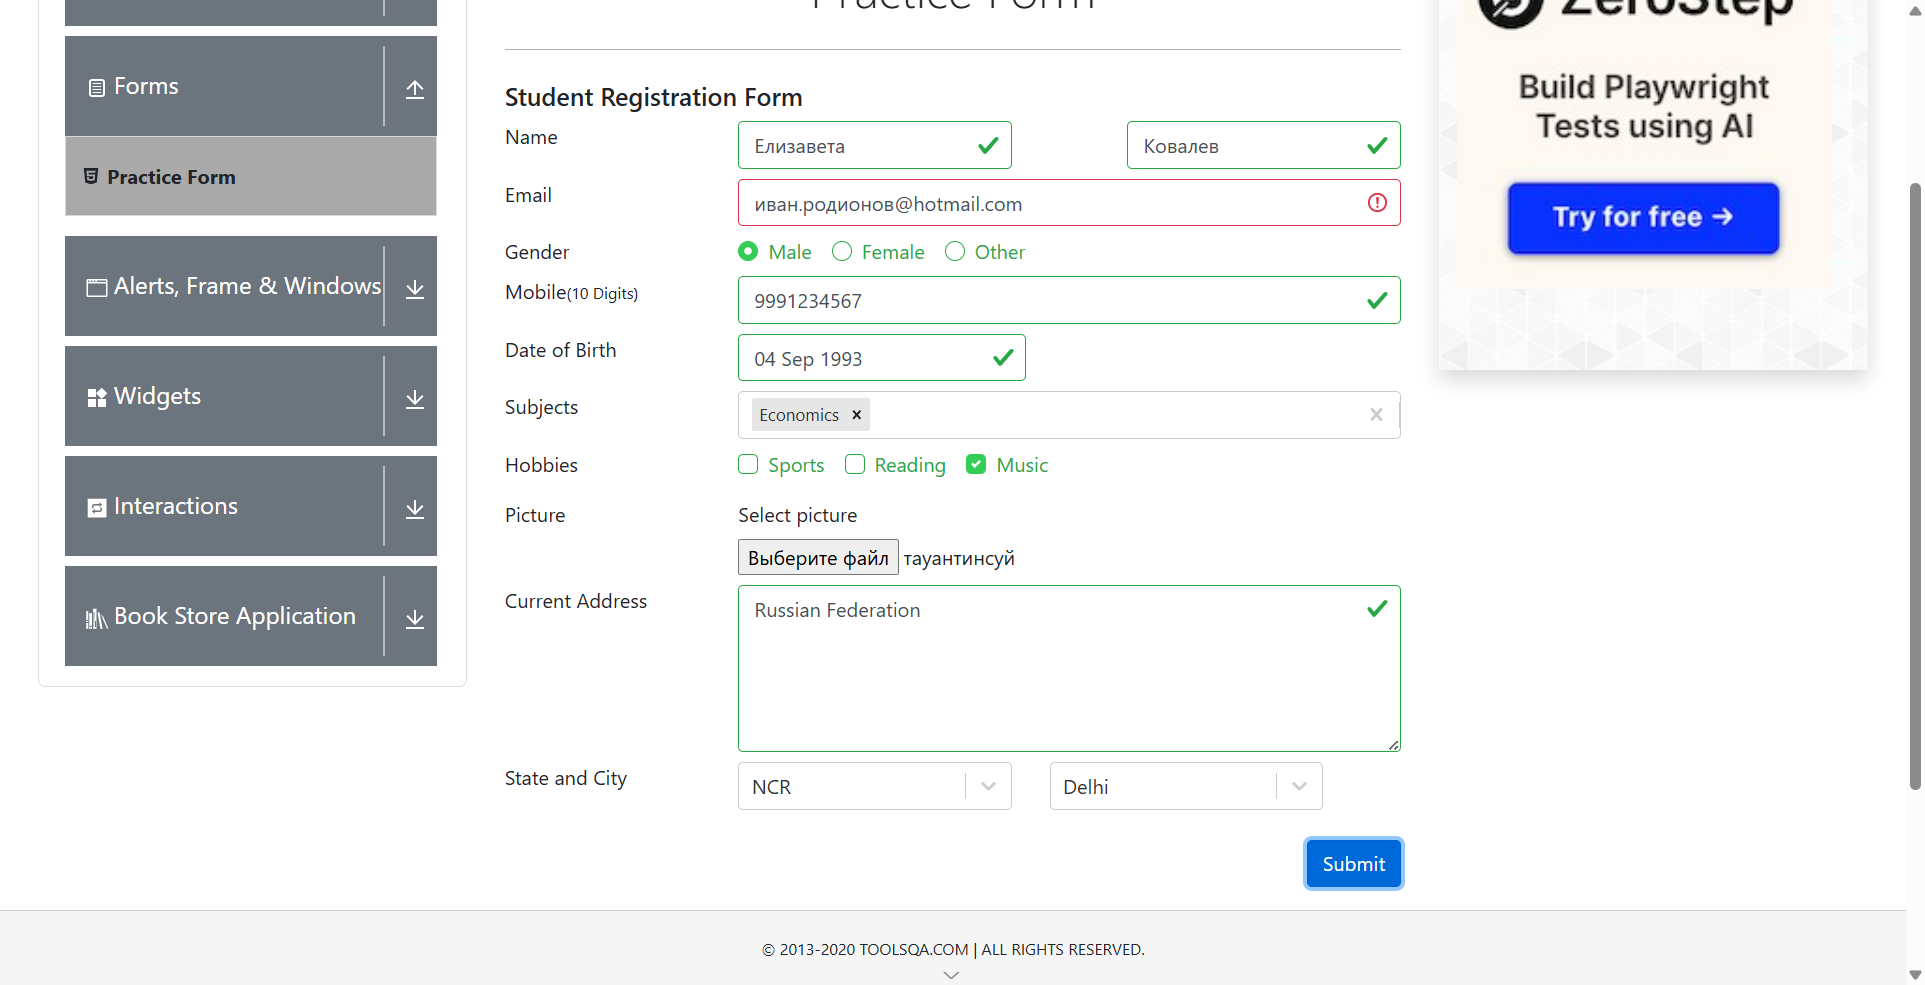 Practice Form
ZeroStep
Build Playwright
Tests using AI
Try for free →
Forms
Practice Form
Alerts, Frame & Windows
Widgets
Interactions
Book Store Application
Student Registration Form
Name
Елизавета
Ковалев
Email
иван.родионов@hotmail.com
Gender
Male
Female
Other
Mobile(10 Digits)
9991234567
Date of Birth
04 Sep 1993
Subjects
Economics
Hobbies
Sports
Reading
Music
Picture
Select picture
Выберите файл тауантинсуй
Current Address
Russian Federation
State and City
NCR
Delhi
Submit
© 2013-2020 TOOLSQA.COM | ALL RIGHTS RESERVED.